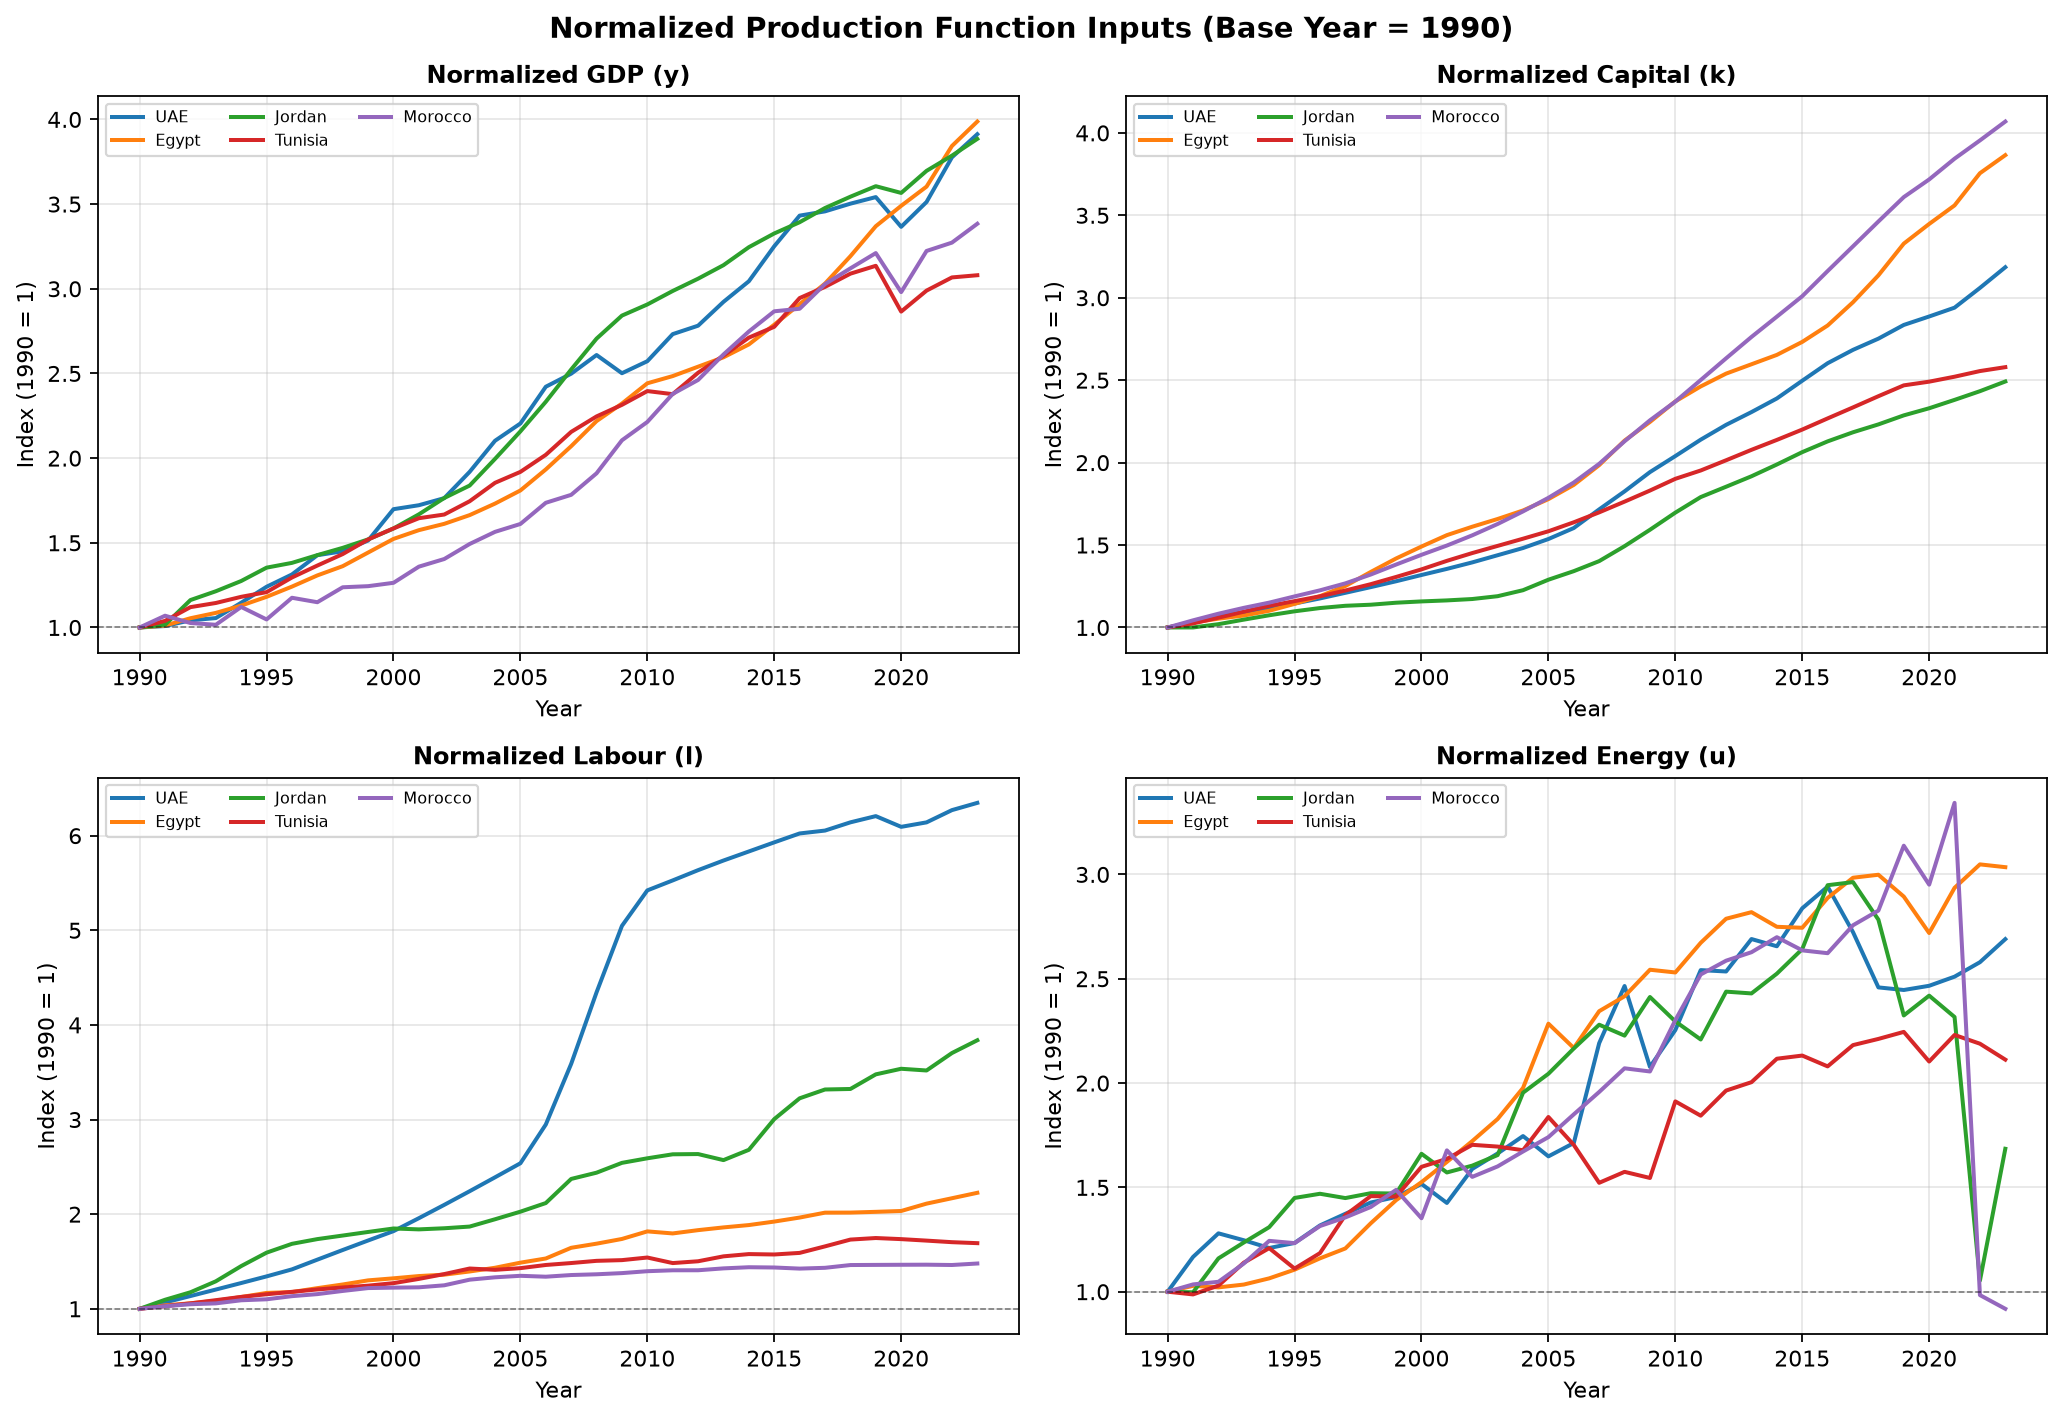 Normalized Production Function Inputs (Base Year = 1990)
Normalized GDP (y)
UAE Jordan Morocco
Egypt Tunisia
4.0
3.5
3.0
2.5
2.0
1.5
1.0
Index (1990 = 1)
1990 1995 2000 2005 2010 2015 2020
Year
Normalized Capital (k)
UAE Jordan Morocco
Egypt Tunisia
4.0
3.5
3.0
2.5
2.0
1.5
1.0
Index (1990 = 1)
1990 1995 2000 2005 2010 2015 2020
Year
Normalized Labour (l)
UAE Jordan Morocco
Egypt Tunisia
6
5
4
3
2
1
Index (1990 = 1)
1990 1995 2000 2005 2010 2015 2020
Year
Normalized Energy (u)
UAE Jordan Morocco
Egypt Tunisia
3.0
2.5
2.0
1.5
1.0
Index (1990 = 1)
1990 1995 2000 2005 2010 2015 2020
Year